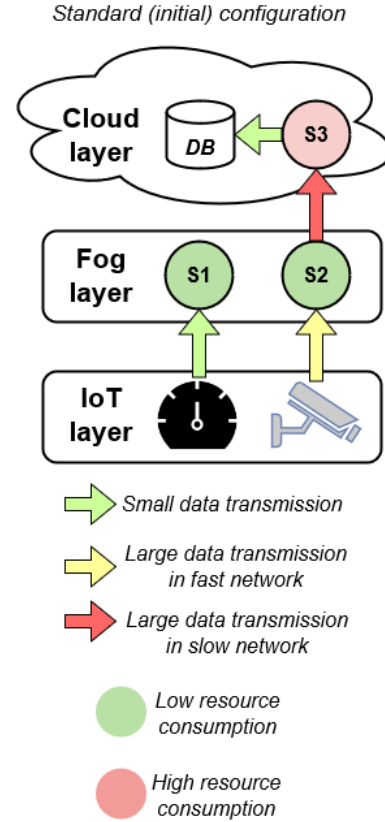 Standard (initial) configuration
Cloud
layer
DB
S3
Fog
layer
S1
S2
IoT
layer
Small data transmission
Large data transmission
in fast network
Large data transmission
in slow network
Low resource
consumption
High resource
consumption